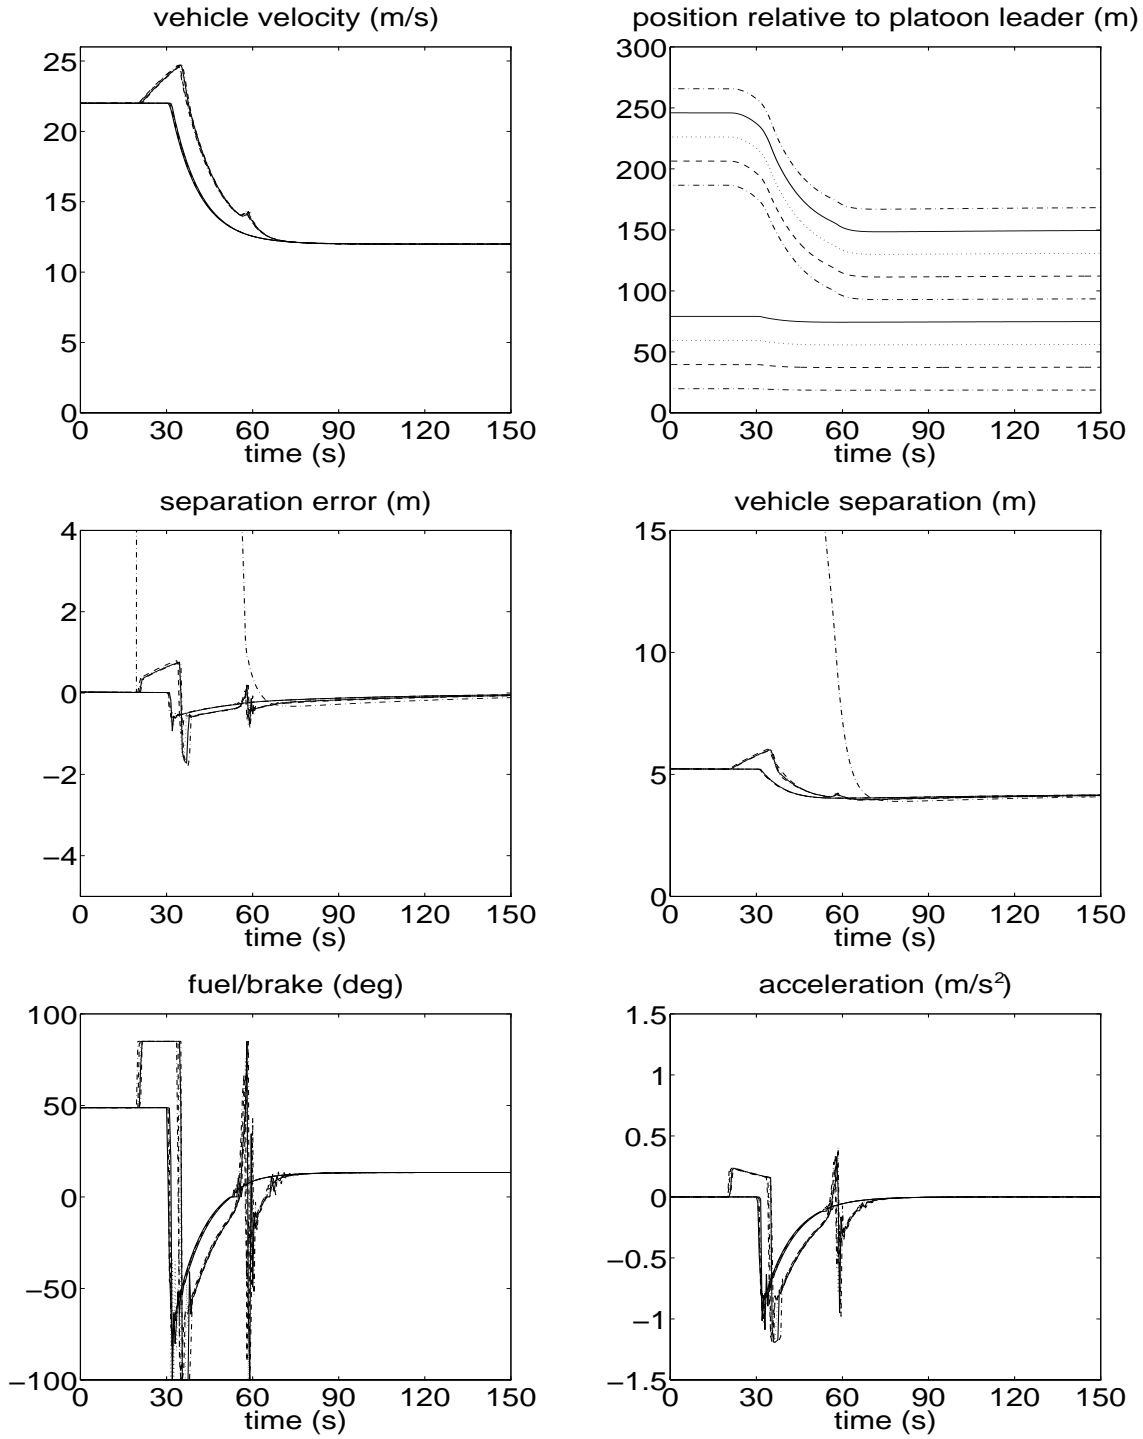 vehicle velocity (m/s)
25
20
15
10
5
0
0 30 60 90 120 150
time (s)
position relative to platoon leader (m)
300
250
200
150
100
50
0
0 30 60 90 120 150
time (s)
separation error (m)
4
2
0
−2
−4
0 30 60 90 120 150
time (s)
vehicle separation (m)
15
10
5
0
0 30 60 90 120 150
time (s)
fuel/brake (deg)
100
50
0
−50
−100
0 30 60 90 120 150
time (s)
acceleration (m/s²)
1.5
1
0.5
0
−0.5
−1
−1.5
0 30 60 90 120 150
time (s)